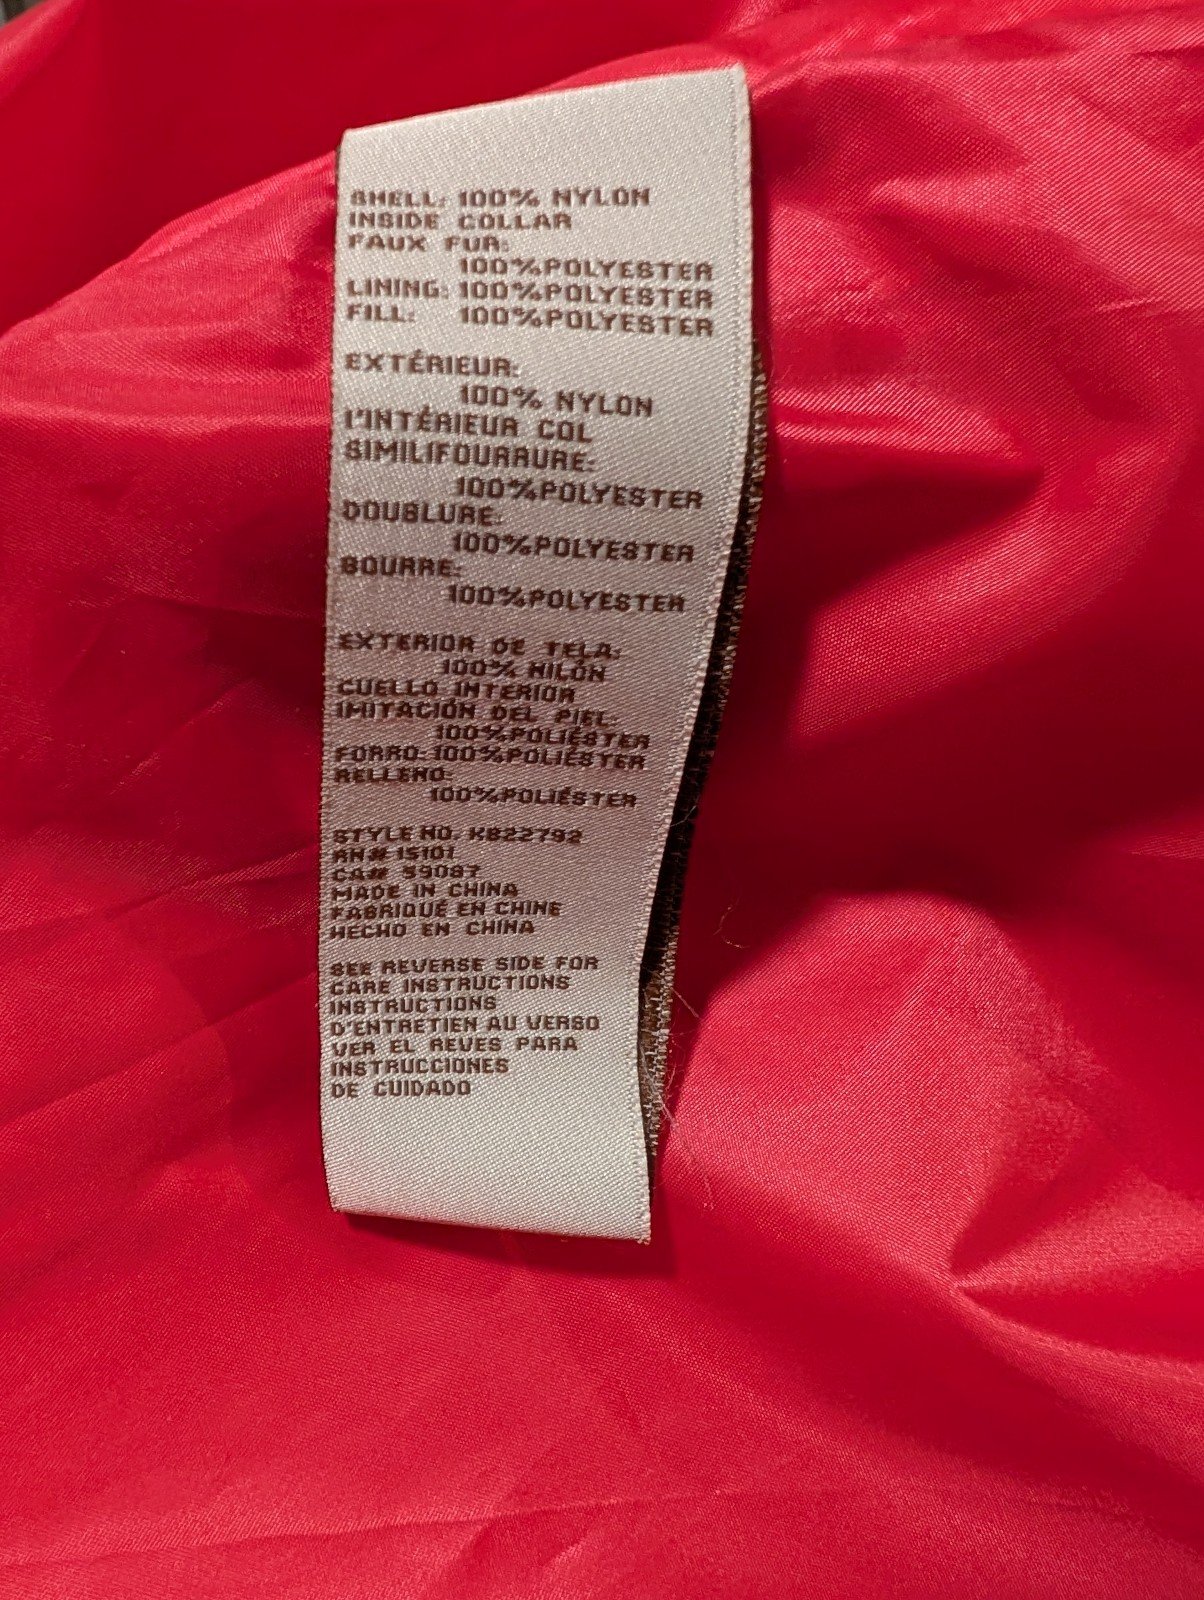 SHELL: 100% NYLON
INSIDE COLLAR
FAUX FUR:
100%POLYESTER
LINING: 100%POLYESTER
FILL: 100%POLYESTER
EXTÉRIEUR:
100% NYLON
l'INTÉRIEUR COL
SIMILIFOURRURE:
100%POLYESTER
DOUBLURE:
100%POLYESTER
BOURRE:
100%POLYESTER
EXTERIOR DE TELA:
100% NILÓN
CUELLO INTERIOR
IMITACIÓN DEL PIEL:
100%POLIÉSTER
FORRO: 100%POLIÉSTER
RELLENO:
100%POLIÉSTER
STYLE NO. K822792
RN# 15101
CA# 59087
MADE IN CHINA
FABRIQUÉ EN CHINE
HECHO EN CHINA
SEE REVERSE SIDE FOR
CARE INSTRUCTIONS
INSTRUCTIONS
D'ENTRETIEN AU VERSO
VER EL REVES PARA
INSTRUCCIONES
DE CUIDADO